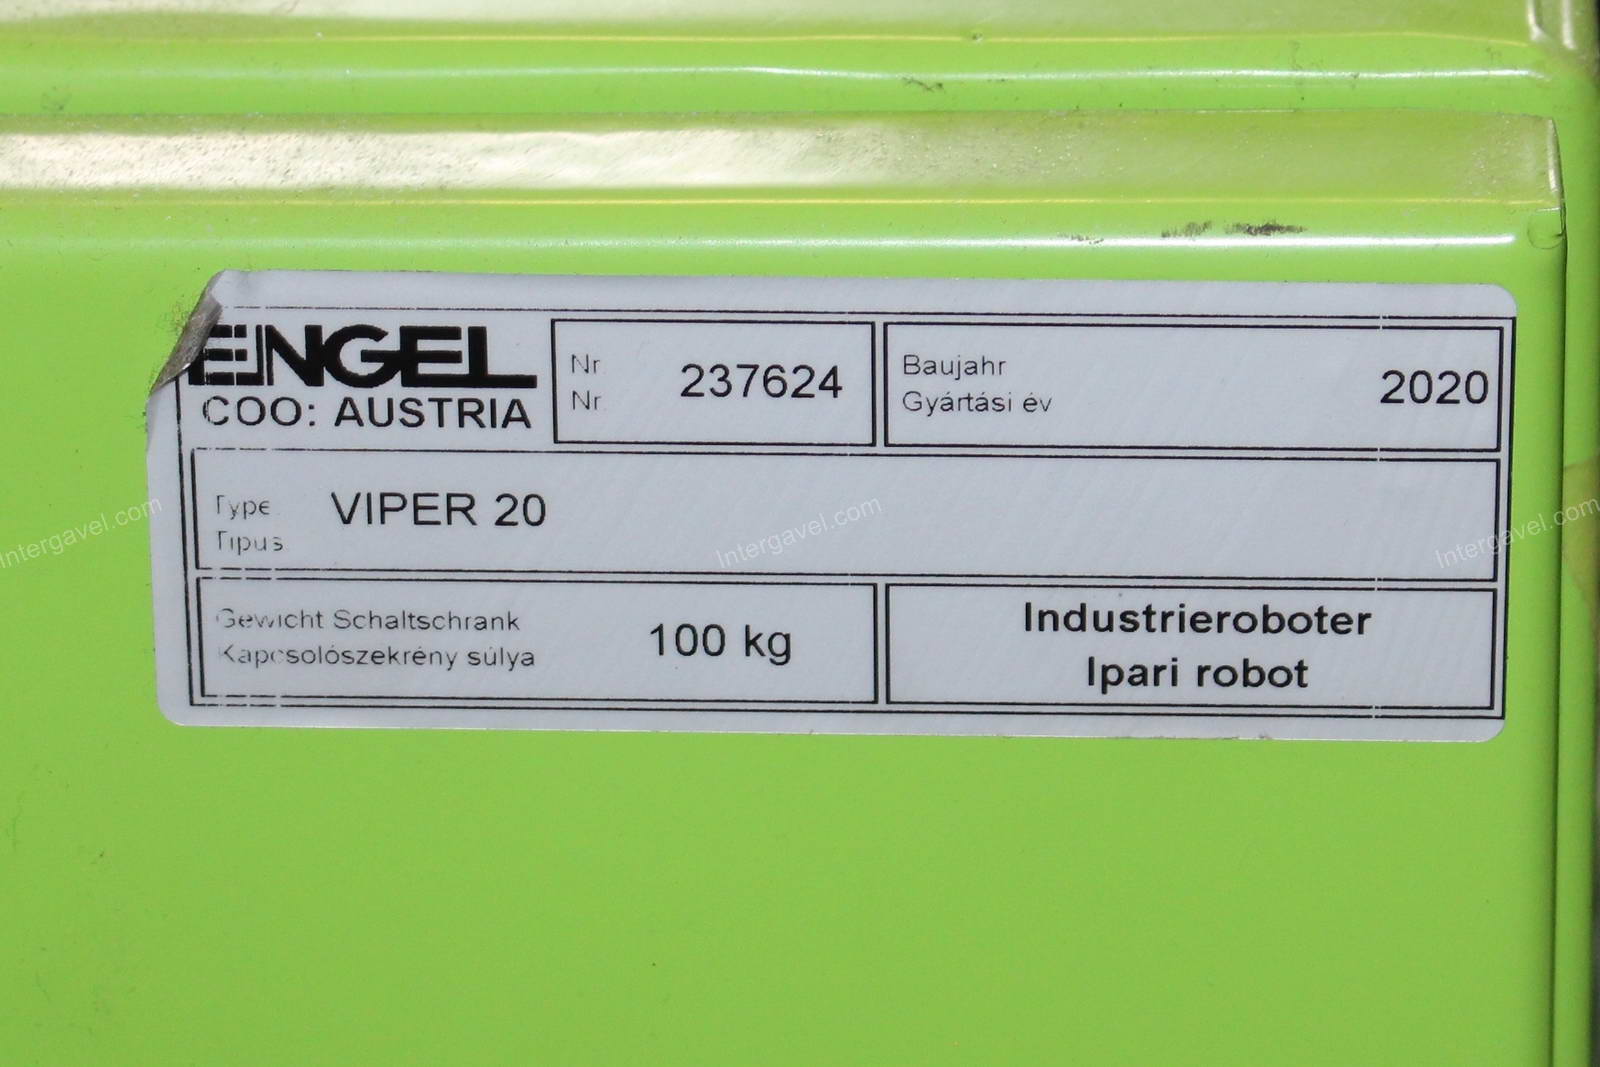 ENGEL
COO: AUSTRIA
Nr 237624
Nr
Baujahr 2020
Gyártási év
Type VIPER 20
Tipus
Gewicht Schaltschrank 100 kg
Kapcsolószekrény súlya
Industrieroboter
Ipari robot
Intergavel.com
Intergavel.com
Intergavel.com